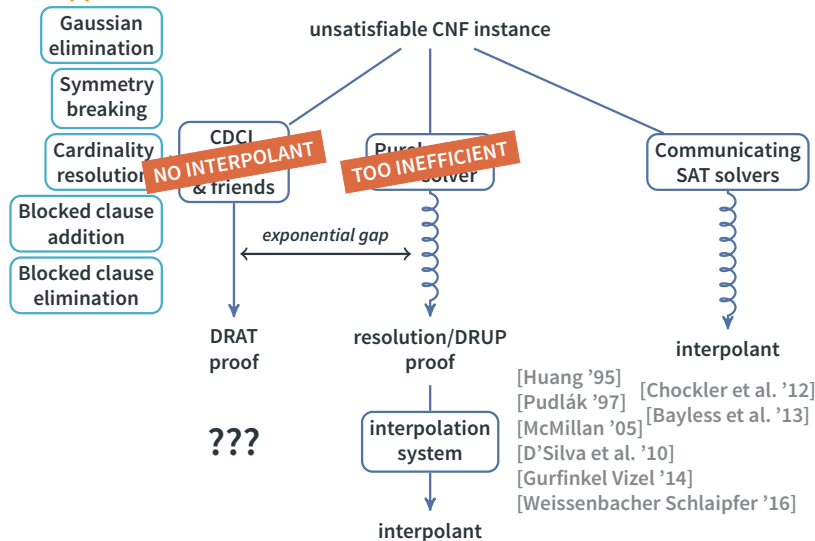 unsatisfiable CNF instance
Gaussian
elimination
Symmetry
breaking
Cardinality
resolution
Blocked clause
addition
Blocked clause
elimination
CDCL
& friends
NO INTERPOLANT
TOO INEFFICIENT
Communicating
SAT solvers
exponential gap
DRAT
proof
???
resolution/DRUP
proof
interpolation
system
interpolant
interpolant
[Huang ’95]
[Pudlák ’97]
[McMillan ’05]
[D’Silva et al. ’10]
[Gurfinkel Vizel ’14]
[Weissenbacher Schlaipfer ’16]
[Chockler et al. ’12]
[Bayless et al. ’13]